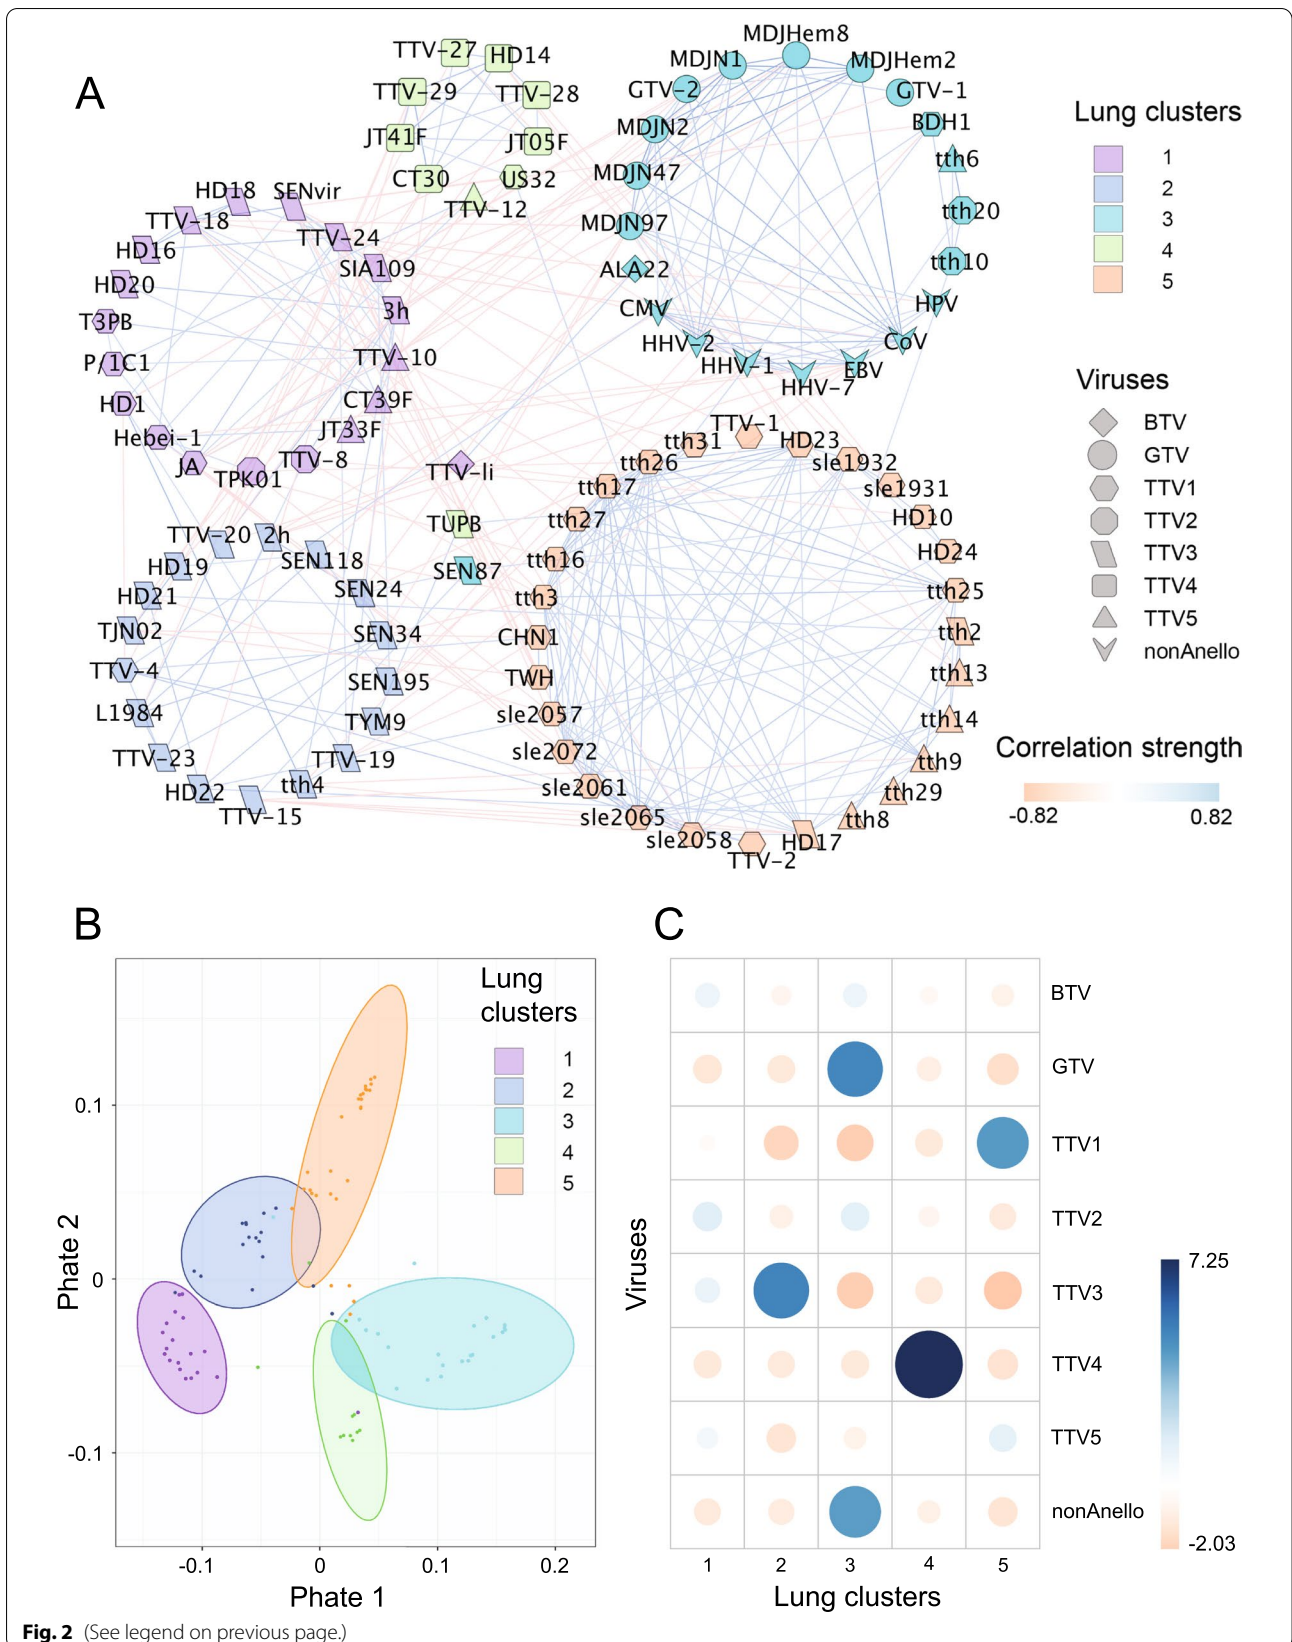 A
TTV-27
HD14
TTV-29
TTV-28
JT41F
JT05F
CT30
US32
TTV-12
MDJHem8
MDJN1
MDJHem2
GTV-2
GTV-1
MDJN2
BDH1
MDJN47
tth6
MDJN97
tth20
ALA22
tth10
CMV
HPV
HHV-2
CoV
HHV-1
EBV
HHV-7
HD18
SENvir
TTV-18
TTV-24
HD16
SIA109
HD20
3h
T3PB
P/1C1
TTV-10
HD1
CT39F
Hebei-1
JT33F
JA
TPK01
TTV-8
TTV-li
TUPB
SEN87
TTV-20
2h
HD19
SEN118
HD21
SEN24
TJN02
SEN34
TTV-4
SEN195
L1984
TYM9
TTV-23
TTV-19
HD22
tth4
TTV-15
TTV-1
tth31
HD23
tth26
sle1932
tth17
sle1931
tth27
HD10
tth16
HD24
tth3
tth25
CHN1
tth2
TWH
tth13
sle2057
tth14
sle2072
tth9
sle2061
tth29
sle2065
tth8
sle2058
HD17
TTV-2
Lung clusters
1
2
3
4
5
Viruses
BTV
GTV
TTV1
TTV2
TTV3
TTV4
TTV5
nonAnello
Correlation strength
-0.82 0.82
B
Lung
clusters
1
2
3
4
5
0.1
0
-0.1
Phate 2
-0.1 0 0.1 0.2
Phate 1
C
BTV
GTV
TTV1
TTV2
TTV3
TTV4
TTV5
nonAnello
Viruses
1 2 3 4 5
Lung clusters
7.25
-2.03
Fig. 2 (See legend on previous page.)